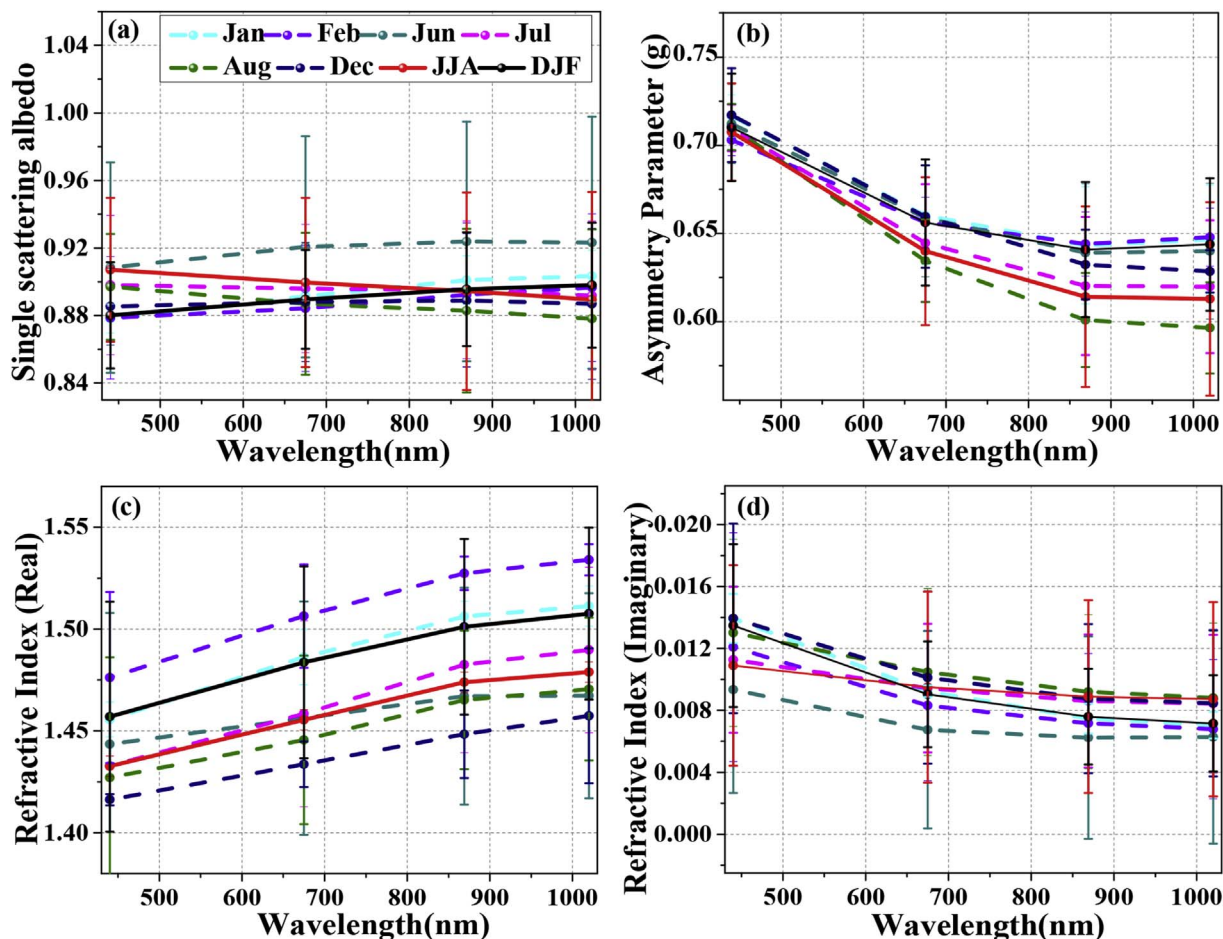 (a)
Jan Feb Jun Jul
Aug Dec JJA DJF
Single scattering albedo
1.04
1.00
0.96
0.92
0.88
0.84
500 600 700 800 900 1000
Wavelength(nm)
(b)
Asymmetry Parameter (g)
0.75
0.70
0.65
0.60
500 600 700 800 900 1000
Wavelength(nm)
(c)
Refractive Index (Real)
1.55
1.50
1.45
1.40
500 600 700 800 900 1000
Wavelength(nm)
(d)
Refractive Index (Imaginary)
0.020
0.016
0.012
0.008
0.004
0.000
500 600 700 800 900 1000
Wavelength(nm)